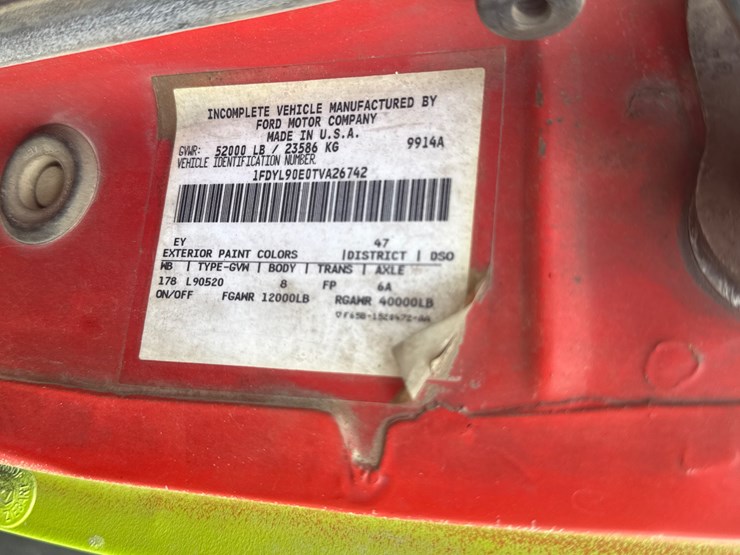 INCOMPLETE VEHICLE MANUFACTURED BY
FORD MOTOR COMPANY
MADE IN U.S.A.
GVWR: 52000 LB / 23586 KG 9914A
VEHICLE IDENTIFICATION NUMBER
1FDYL90E0TVA26742
EY 47
EXTERIOR PAINT COLORS | DISTRICT | DSO
WB | TYPE-GVW | BODY | TRANS | AXLE
178 L90520 8 FP 6A
ON/OFF FGAWR 12000LB RGAWR 40000LB